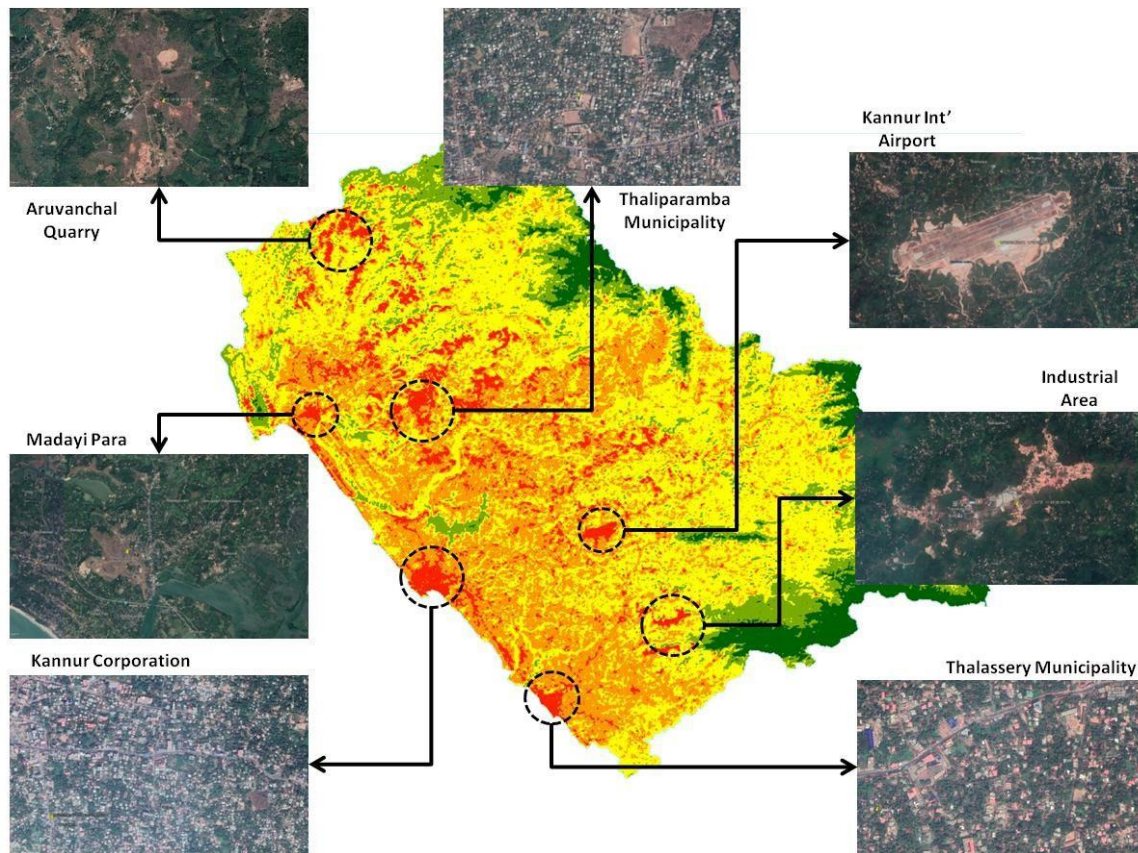 Aruvanchal
Quarry
Thaliparamba
Municipality
Kannur Int'
Airport
Industrial
Area
Madayi Para
Kannur Corporation
Thalassery Municipality